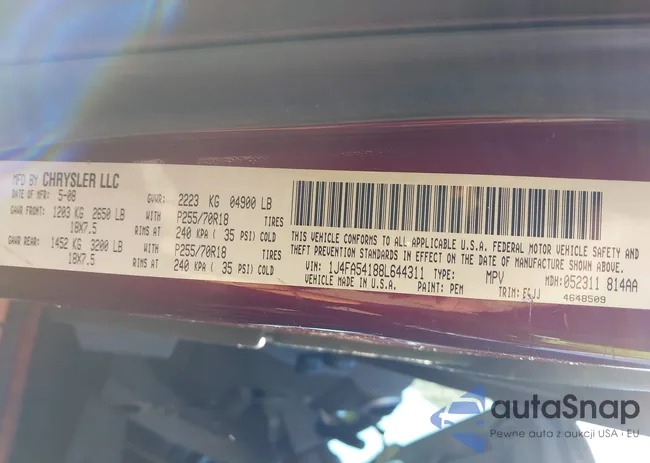 MFD BY CHRYSLER LLC
DATE OF MFR 5-08 GVWR: 2223 KG 04900 LB
GAWR FRONT: 1203 KG 2650 LB WITH P255/70R18 TIRES
18X7.5 RIMS AT 240 KPA ( 35 PSI) COLD
GAWR REAR: 1452 KG 3200 LB WITH P255/70R18 TIRES
18X7.5 RIMS AT 240 KPA ( 35 PSI) COLD
THIS VEHICLE CONFORMS TO ALL APPLICABLE U.S.A. FEDERAL MOTOR VEHICLE SAFETY AND
THEFT PREVENTION STANDARDS IN EFFECT ON THE DATE OF MANUFACTURE SHOWN ABOVE.
VIN: 1J4FA54188L644311 TYPE: MPV MDH: 052311 814AA
VEHICLE MADE IN U.S.A. PAINT: PEM TRIM: F5JJ 4648509
autaSnap
Pewne auta z aukcji USA · EU